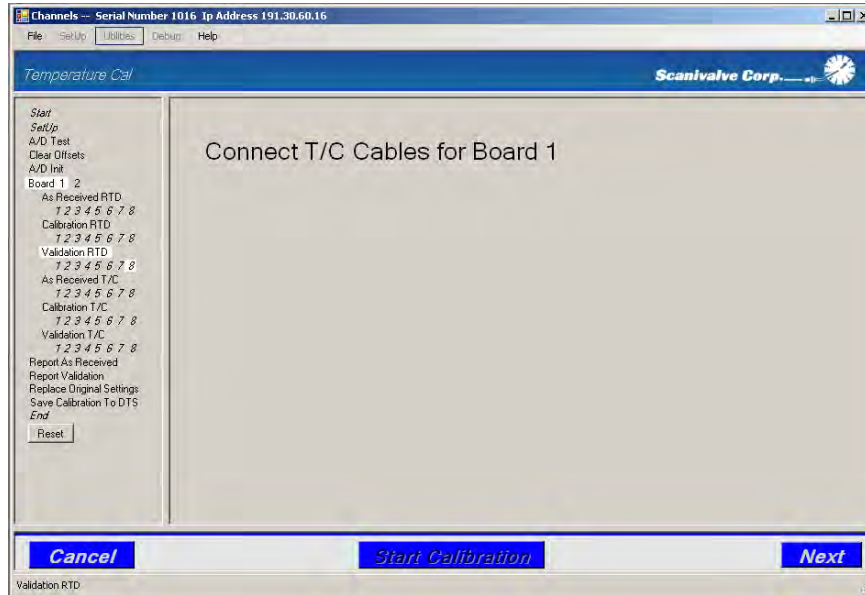 Channels -- Serial Number 1016 Ip Address 191.30.60.16
File SetUp Utilities Debug Help
Temperature Cal
Scanivalve Corp.
Start
SetUp
A/D Test
Clear Offsets
A/D Init
Board 1 2
As Received RTD
1 2 3 4 5 6 7 8
Calibration RTD
1 2 3 4 5 6 7 8
Validation RTD
1 2 3 4 5 6 7 8
As Received T/C
1 2 3 4 5 6 7 8
Calibration T/C
1 2 3 4 5 6 7 8
Validation T/C
1 2 3 4 5 6 7 8
Report As Received
Report Validation
Replace Original Settings
Save Calibration To DTS
End
Reset
Connect T/C Cables for Board 1
Cancel
Start Calibration
Next
Validation RTD